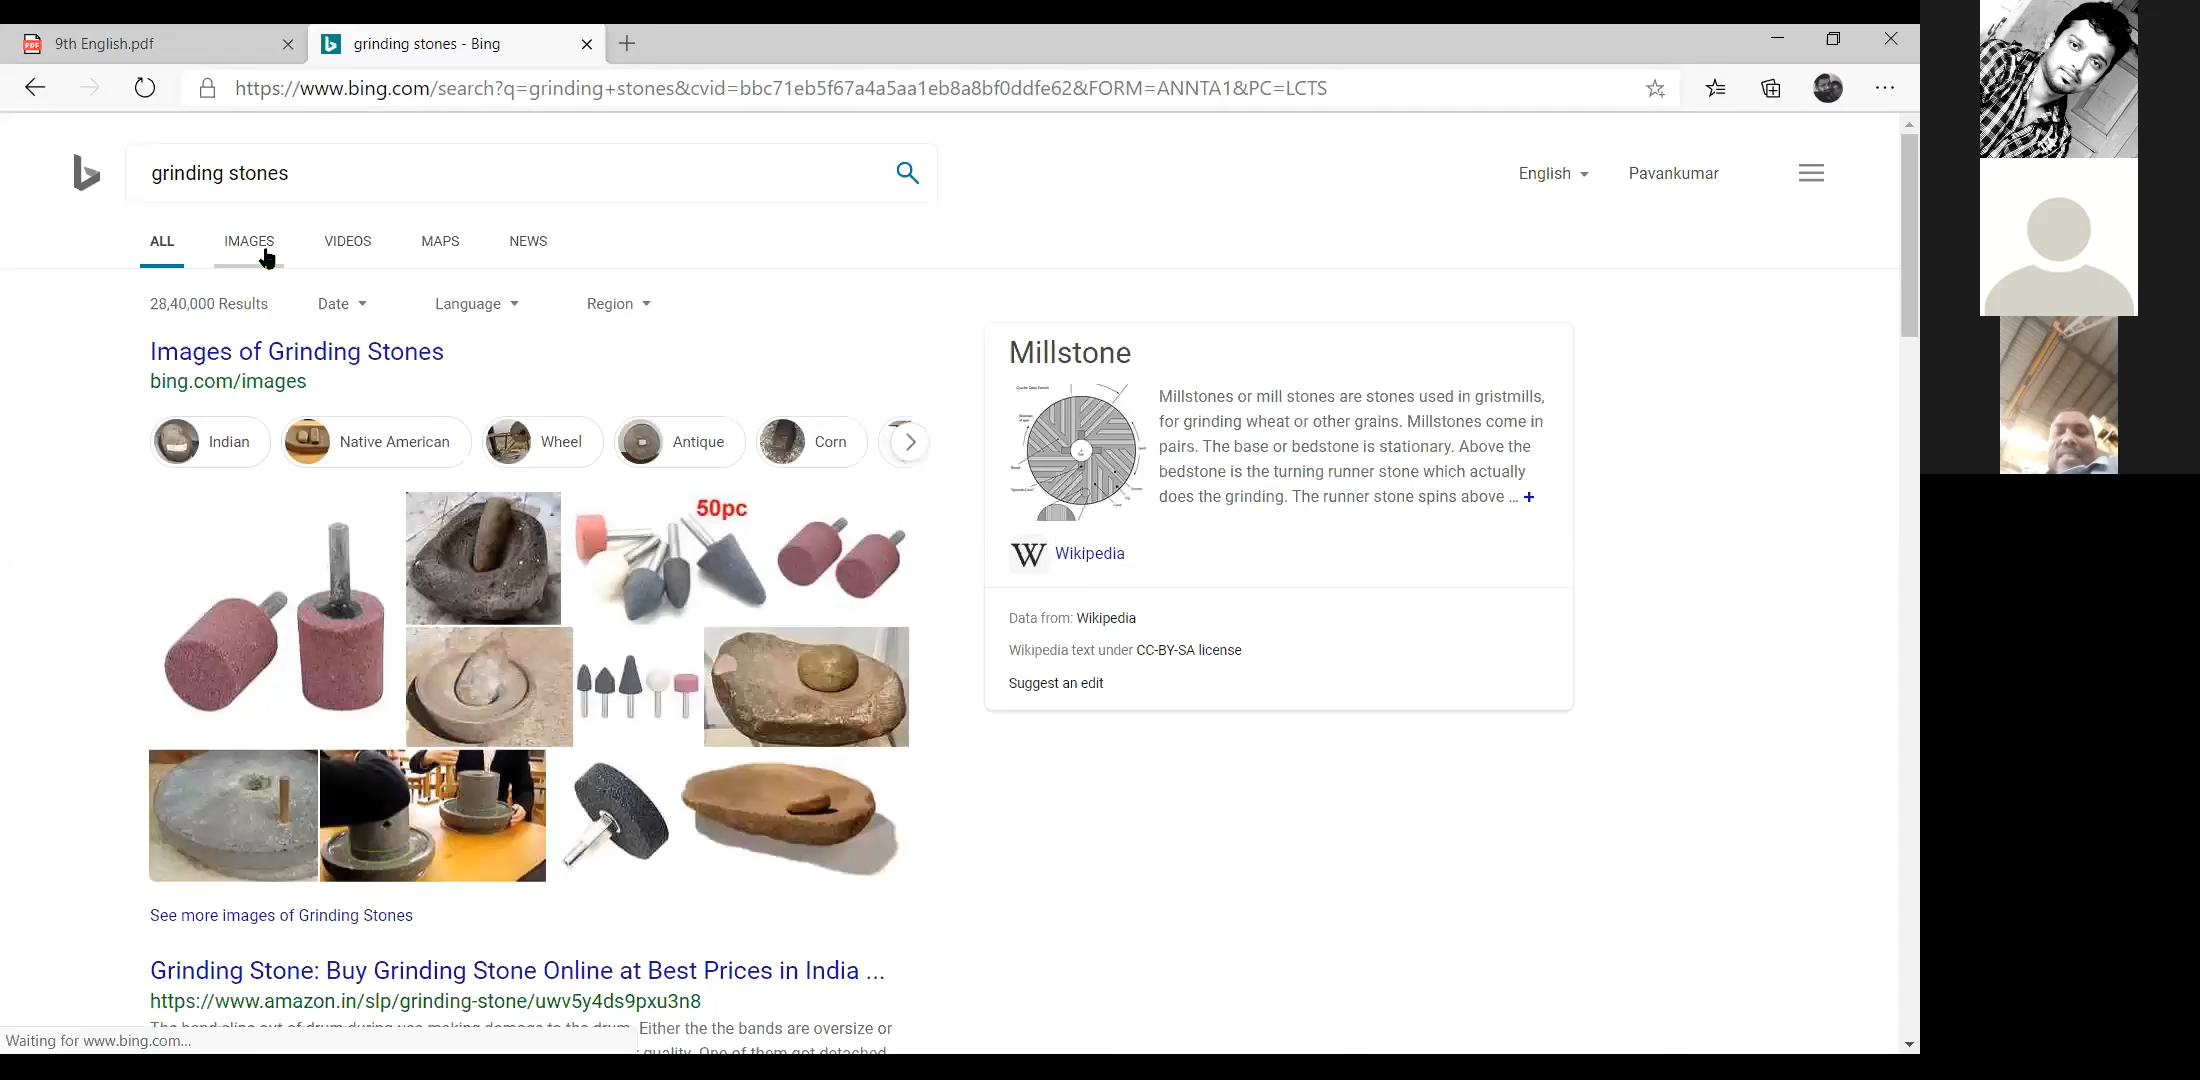 9th English.pdf
grinding stones - Bing
https://www.bing.com/search?q=grinding+stones&cvid=bbc71eb5f67a4a5aa1eb8a8bf0ddfe62&FORM=ANNTA1&PC=LCTS
grinding stones
English
Pavankumar
ALL
IMAGES
VIDEOS
MAPS
NEWS
28,40,000 Results
Date
Language
Region
Images of Grinding Stones
bing.com/images
Indian
Native American
Wheel
Antique
Corn
50pc
See more images of Grinding Stones
Grinding Stone: Buy Grinding Stone Online at Best Prices in India ...
https://www.amazon.in/slp/grinding-stone/uwv5y4ds9pxu3n8
The band slips out of drum during use making damage to the drum. Either the the bands are oversize or
quality. One of them got detached
Waiting for www.bing.com...
Millstone
Millstones or mill stones are stones used in gristmills,
for grinding wheat or other grains. Millstones come in
pairs. The base or bedstone is stationary. Above the
bedstone is the turning runner stone which actually
does the grinding. The runner stone spins above ... +
W Wikipedia
Data from: Wikipedia
Wikipedia text under CC-BY-SA license
Suggest an edit